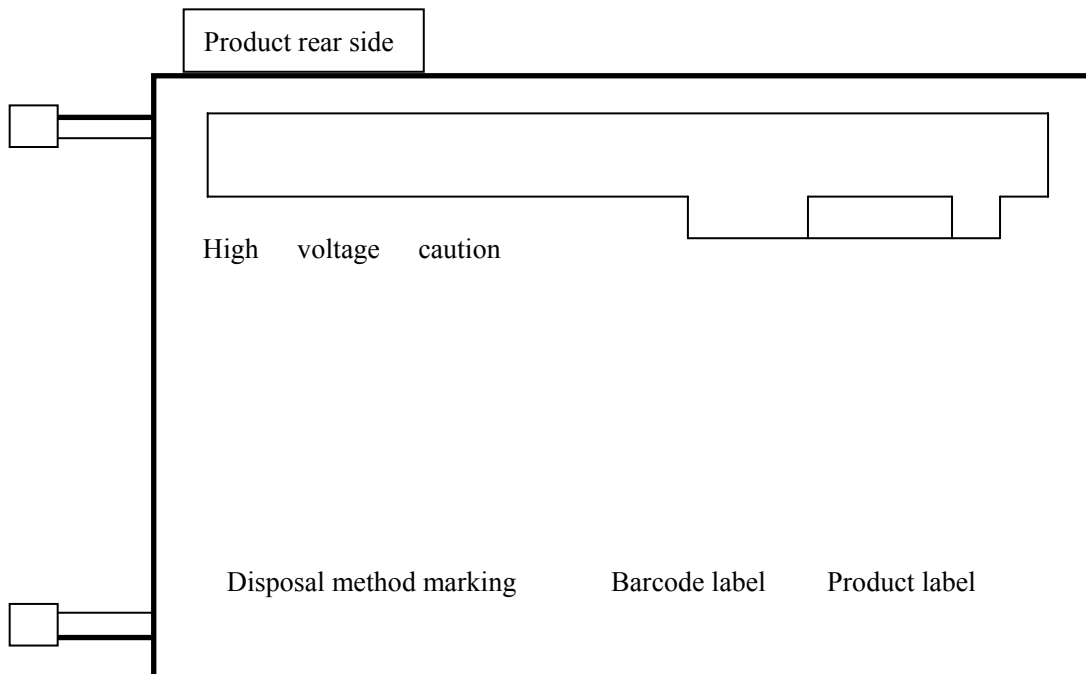 Product rear side
High voltage caution
Disposal method marking Barcode label Product label